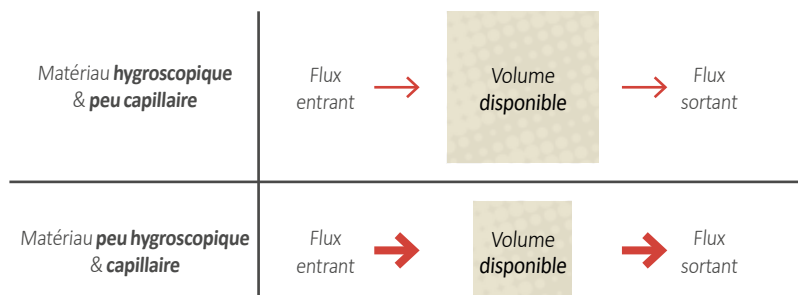 Matériau hygroscopique
& peu capillaire
Flux
entrant
Volume
disponible
Flux
sortant
Matériau peu hygroscopique
& capillaire
Flux
entrant
Volume
disponible
Flux
sortant